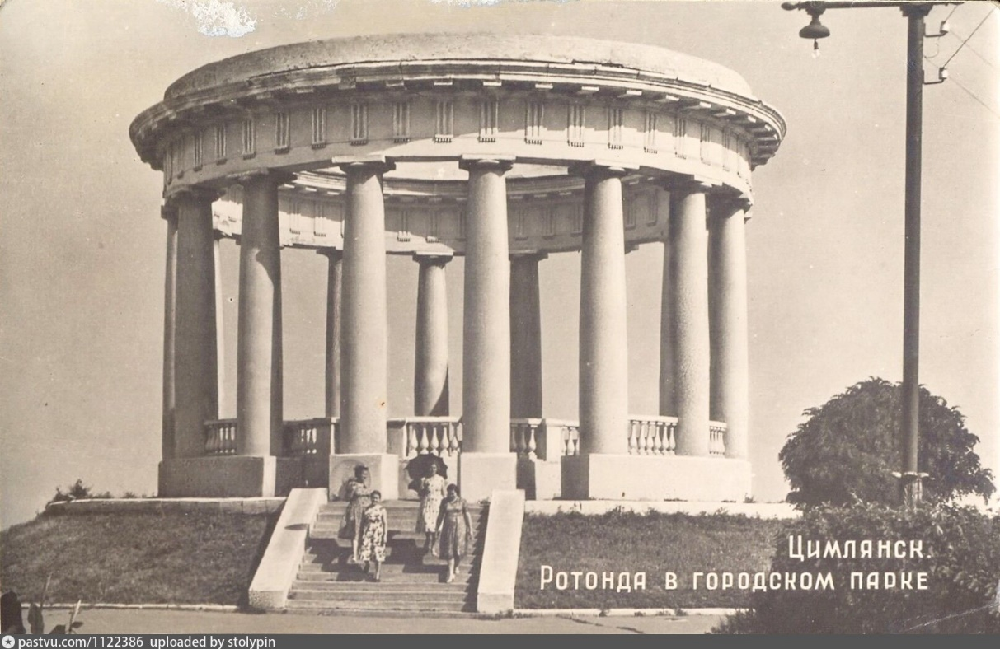 Цимлянск.
Ротонда в городском парке
pastvu.com/1122386 uploaded by stolypin